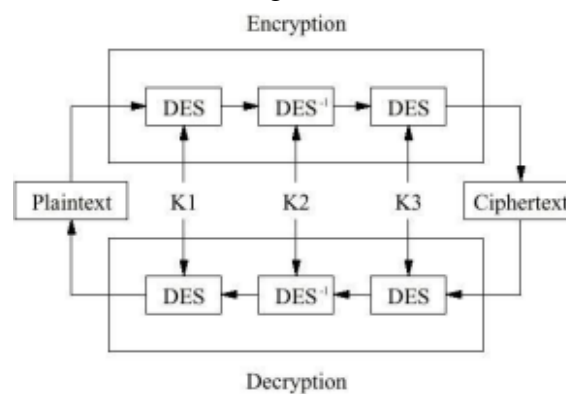 Encryption
DES DES⁻¹ DES
Plaintext K1 K2 K3 Ciphertext
DES DES⁻¹ DES
Decryption